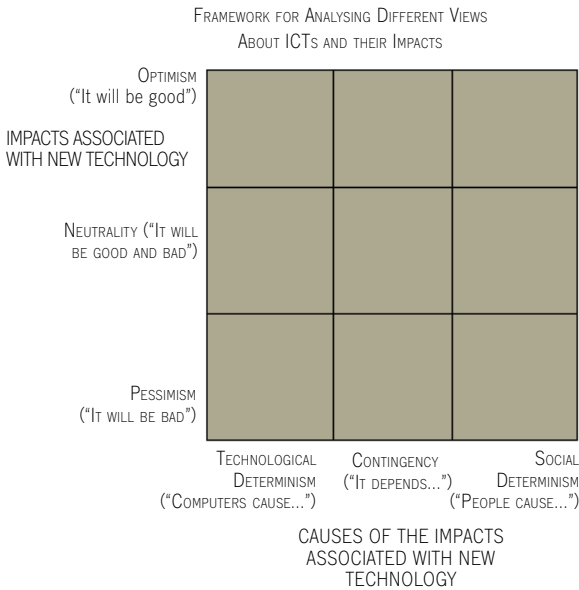 Framework for Analysing Different Views
About ICTs and their Impacts
Optimism
("It will be good")
IMPACTS ASSOCIATED
WITH NEW TECHNOLOGY
Neutrality ("It will
be good and bad")
Pessimism
("It will be bad")
Technological
Determinism
("Computers cause...")
Contingency
("It depends...")
Social
Determinism
("People cause...")
CAUSES OF THE IMPACTS
ASSOCIATED WITH NEW
TECHNOLOGY